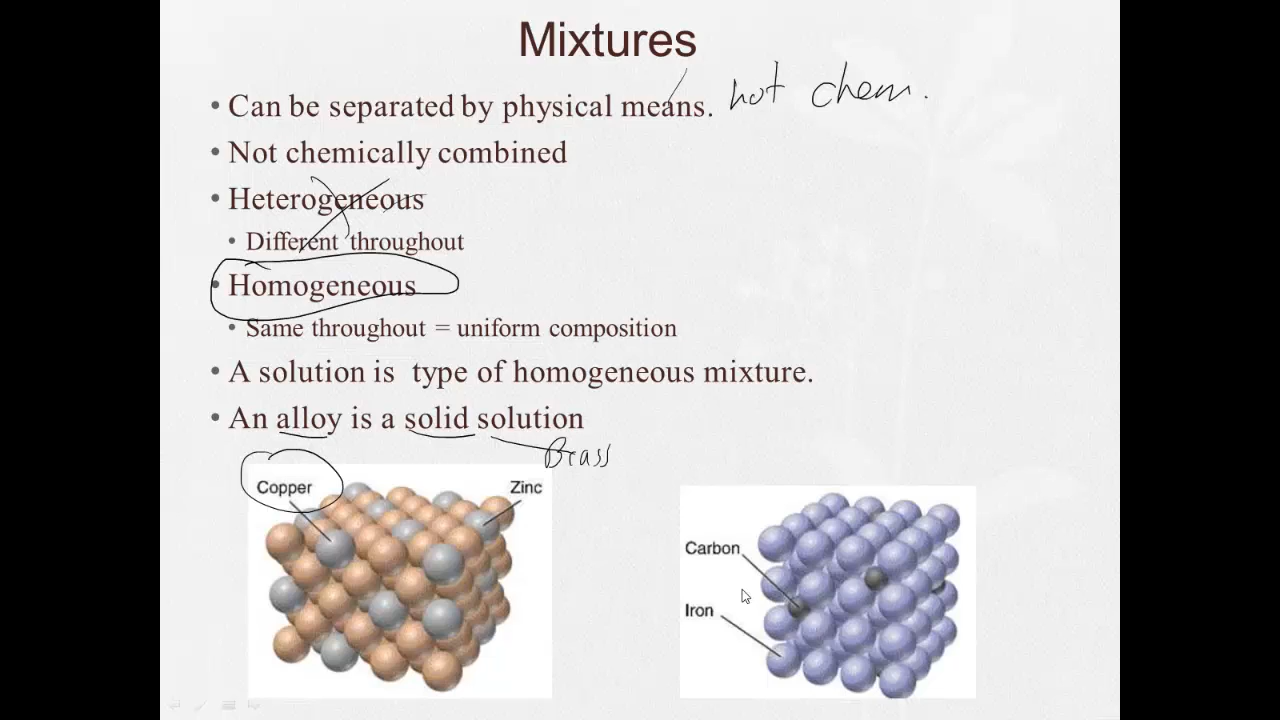 Mixtures
• Can be separated by physical means. not chem.
• Not chemically combined
• Heterogeneous
• Different throughout
• Homogeneous
• Same throughout = uniform composition
• A solution is type of homogeneous mixture.
• An alloy is a solid solution
Brass
Copper
Zinc
Carbon
Iron